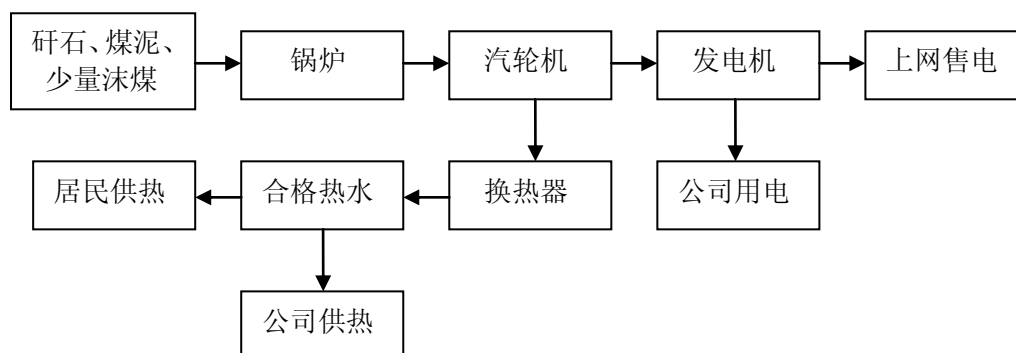 矸石、煤泥、
少量沫煤
锅炉
汽轮机
发电机
上网售电
居民供热
合格热水
换热器
公司用电
公司供热